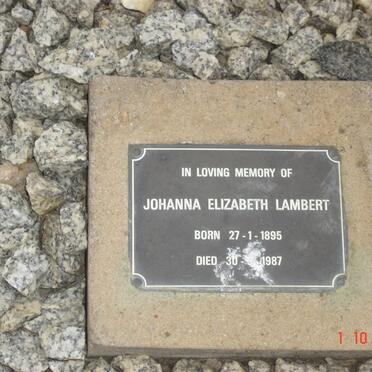 IN LOVING MEMORY OF
JOHANNA ELIZABETH LAMBERT
BORN 27-1-1895
DIED 30- -1987
1 10